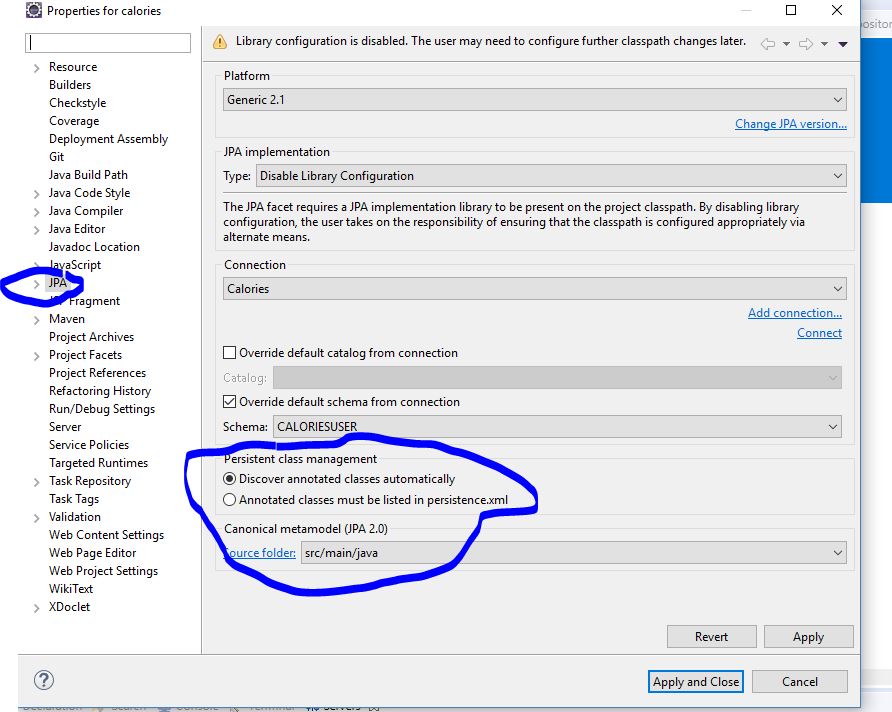 Properties for calories
Library configuration is disabled. The user may need to configure further classpath changes later.
Resource
Builders
Checkstyle
Coverage
Deployment Assembly
Git
Java Build Path
Java Code Style
Java Compiler
Java Editor
Javadoc Location
JavaScript
JPA
Fragment
Maven
Project Archives
Project Facets
Project References
Refactoring History
Run/Debug Settings
Server
Service Policies
Targeted Runtimes
Task Repository
Task Tags
Validation
Web Content Settings
Web Page Editor
Web Project Settings
WikiText
XDoclet
Platform
Generic 2.1
Change JPA version...
JPA implementation
Type: Disable Library Configuration
The JPA facet requires a JPA implementation library to be present on the project classpath. By disabling library
configuration, the user takes on the responsibility of ensuring that the classpath is configured appropriately via
alternate means.
Connection
Calories
Add connection...
Connect
Override default catalog from connection
Catalog:
Override default schema from connection
Schema: CALORIESUSER
Persistent class management
Discover annotated classes automatically
Annotated classes must be listed in persistence.xml
Canonical metamodel (JPA 2.0)
Source folder: src/main/java
Revert
Apply
Apply and Close
Cancel